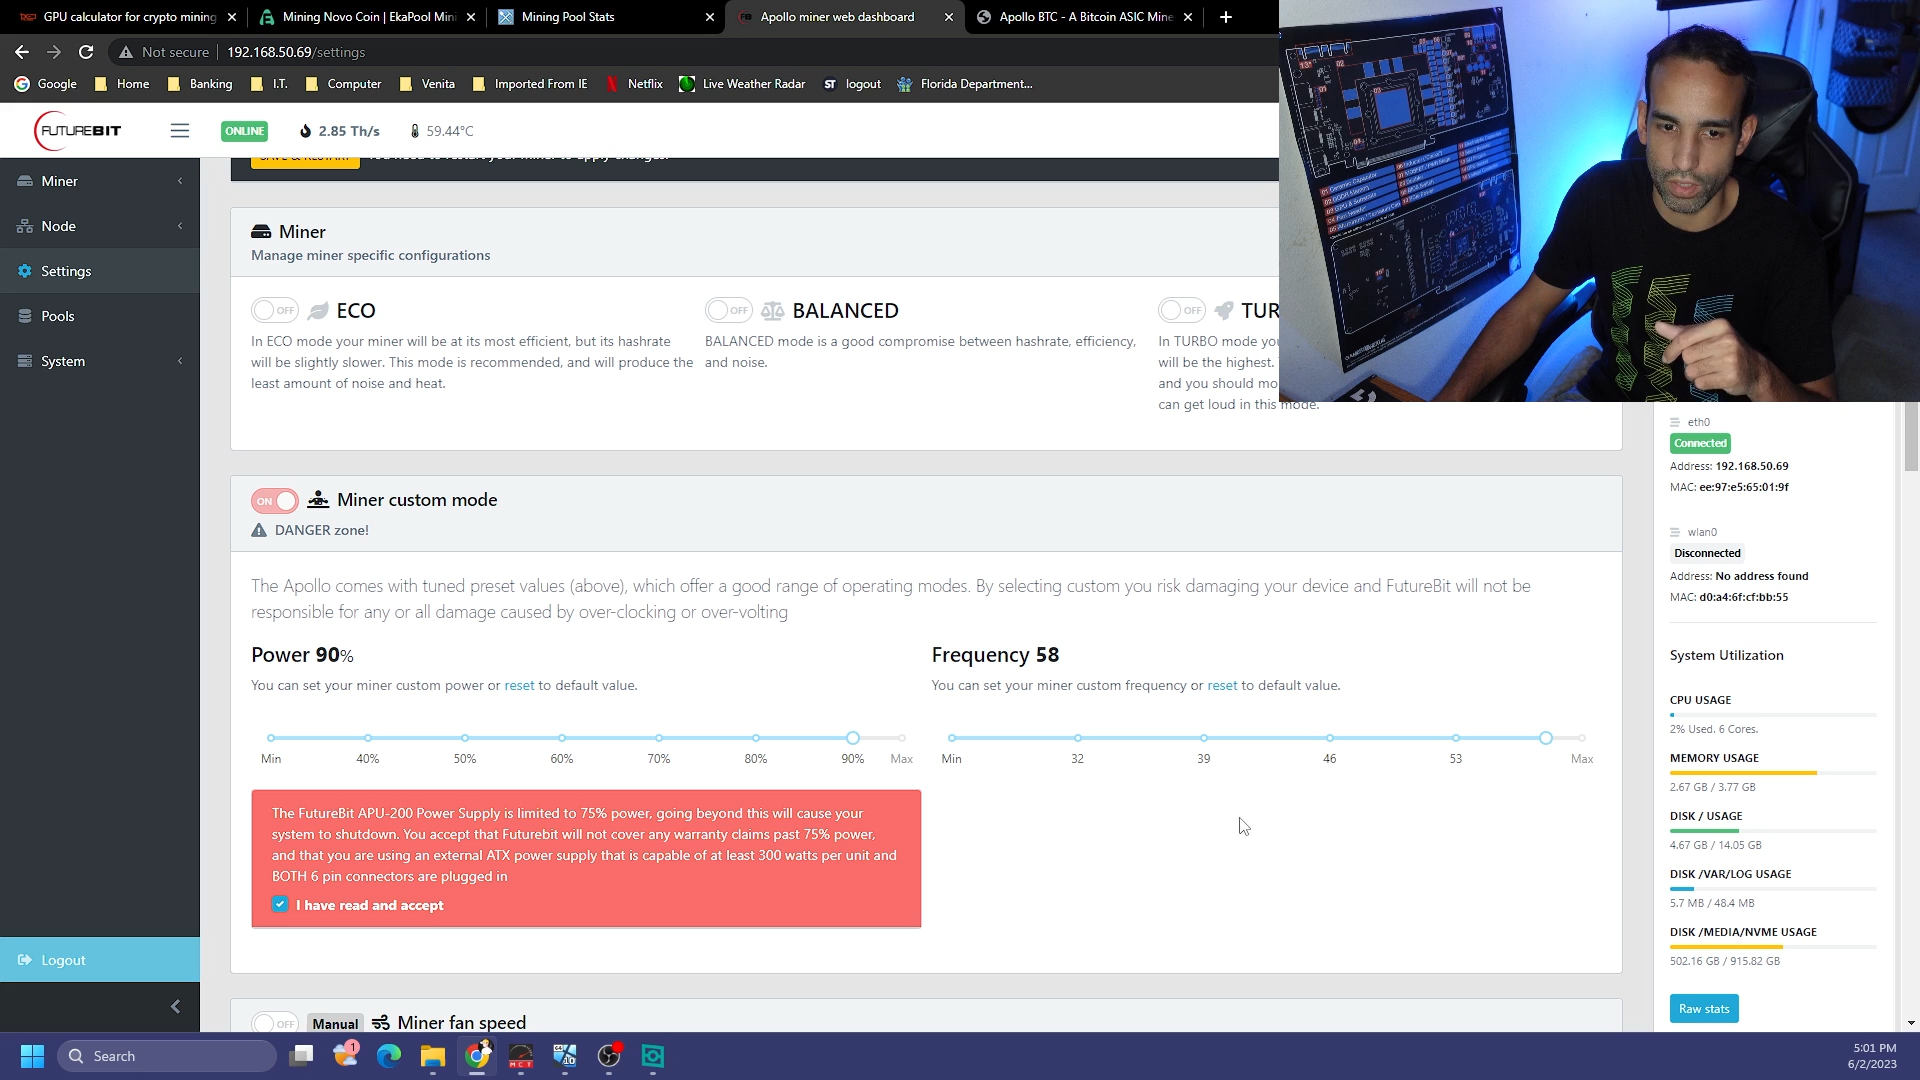 GPU calculator for crypto mining
Mining Novo Coin | EkaPool Mini
Mining Pool Stats
Apollo miner web dashboard
Apollo BTC - A Bitcoin ASIC Mine
Not secure
192.168.50.69/settings
Google
Home
Banking
I.T.
Computer
Venita
Imported From IE
Netflix
Live Weather Radar
ST
logout
Florida Department...
FUTUREBIT
ONLINE
2.85 Th/s
59.44°C
SAVE & RESTART
You need to restart your miner to apply changes.
Miner
Node
Settings
Pools
System
Logout
Miner
Manage miner specific configurations
OFF
ECO
In ECO mode your miner will be at its most efficient, but its hashrate
will be slightly slower. This mode is recommended, and will produce the
least amount of noise and heat.
OFF
BALANCED
BALANCED mode is a good compromise between hashrate, efficiency,
and noise.
OFF
TUR
In TURBO mode you
will be the highest.
and you should mo
can get loud in this mode.
ON
Miner custom mode
DANGER zone!
The Apollo comes with tuned preset values (above), which offer a good range of operating modes. By selecting custom you risk damaging your device and FutureBit will not be
responsible for any or all damage caused by over-clocking or over-volting
Power 90%
You can set your miner custom power or reset to default value.
Min
40%
50%
60%
70%
80%
90%
Max
Frequency 58
You can set your miner custom frequency or reset to default value.
Min
32
39
46
53
Max
The FutureBit APU-200 Power Supply is limited to 75% power, going beyond this will cause your
system to shutdown. You accept that Futurebit will not cover any warranty claims past 75% power,
and that you are using an external ATX power supply that is capable of at least 300 watts per unit and
BOTH 6 pin connectors are plugged in
I have read and accept
OFF
Manual
Miner fan speed
eth0
Connected
Address: 192.168.50.69
MAC: ee:97:e5:65:01:9f
wlan0
Disconnected
Address: No address found
MAC: d0:a4:6f:cf:bb:55
System Utilization
CPU USAGE
2% Used. 6 Cores.
MEMORY USAGE
2.67 GB / 3.77 GB
DISK / USAGE
4.67 GB / 14.05 GB
DISK /VAR/LOG USAGE
5.7 MB / 48.4 MB
DISK /MEDIA/NVME USAGE
502.16 GB / 915.82 GB
Raw stats
Search
1
MCT
10
5:01 PM
6/2/2023